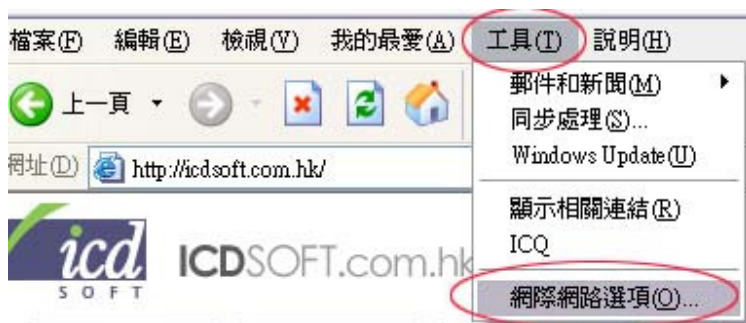 檔案(F) 編輯(E) 檢視(V) 我的最愛(A) 工具(T) 說明(H)
上一頁
網址(D) http://icdsoft.com.hk/
icd
SOFT
ICDSOFT.com.hk
郵件和新聞(M)
同步處理(S)...
Windows Update(U)
顯示相關連結(R)
ICQ
網際網路選項(O)...